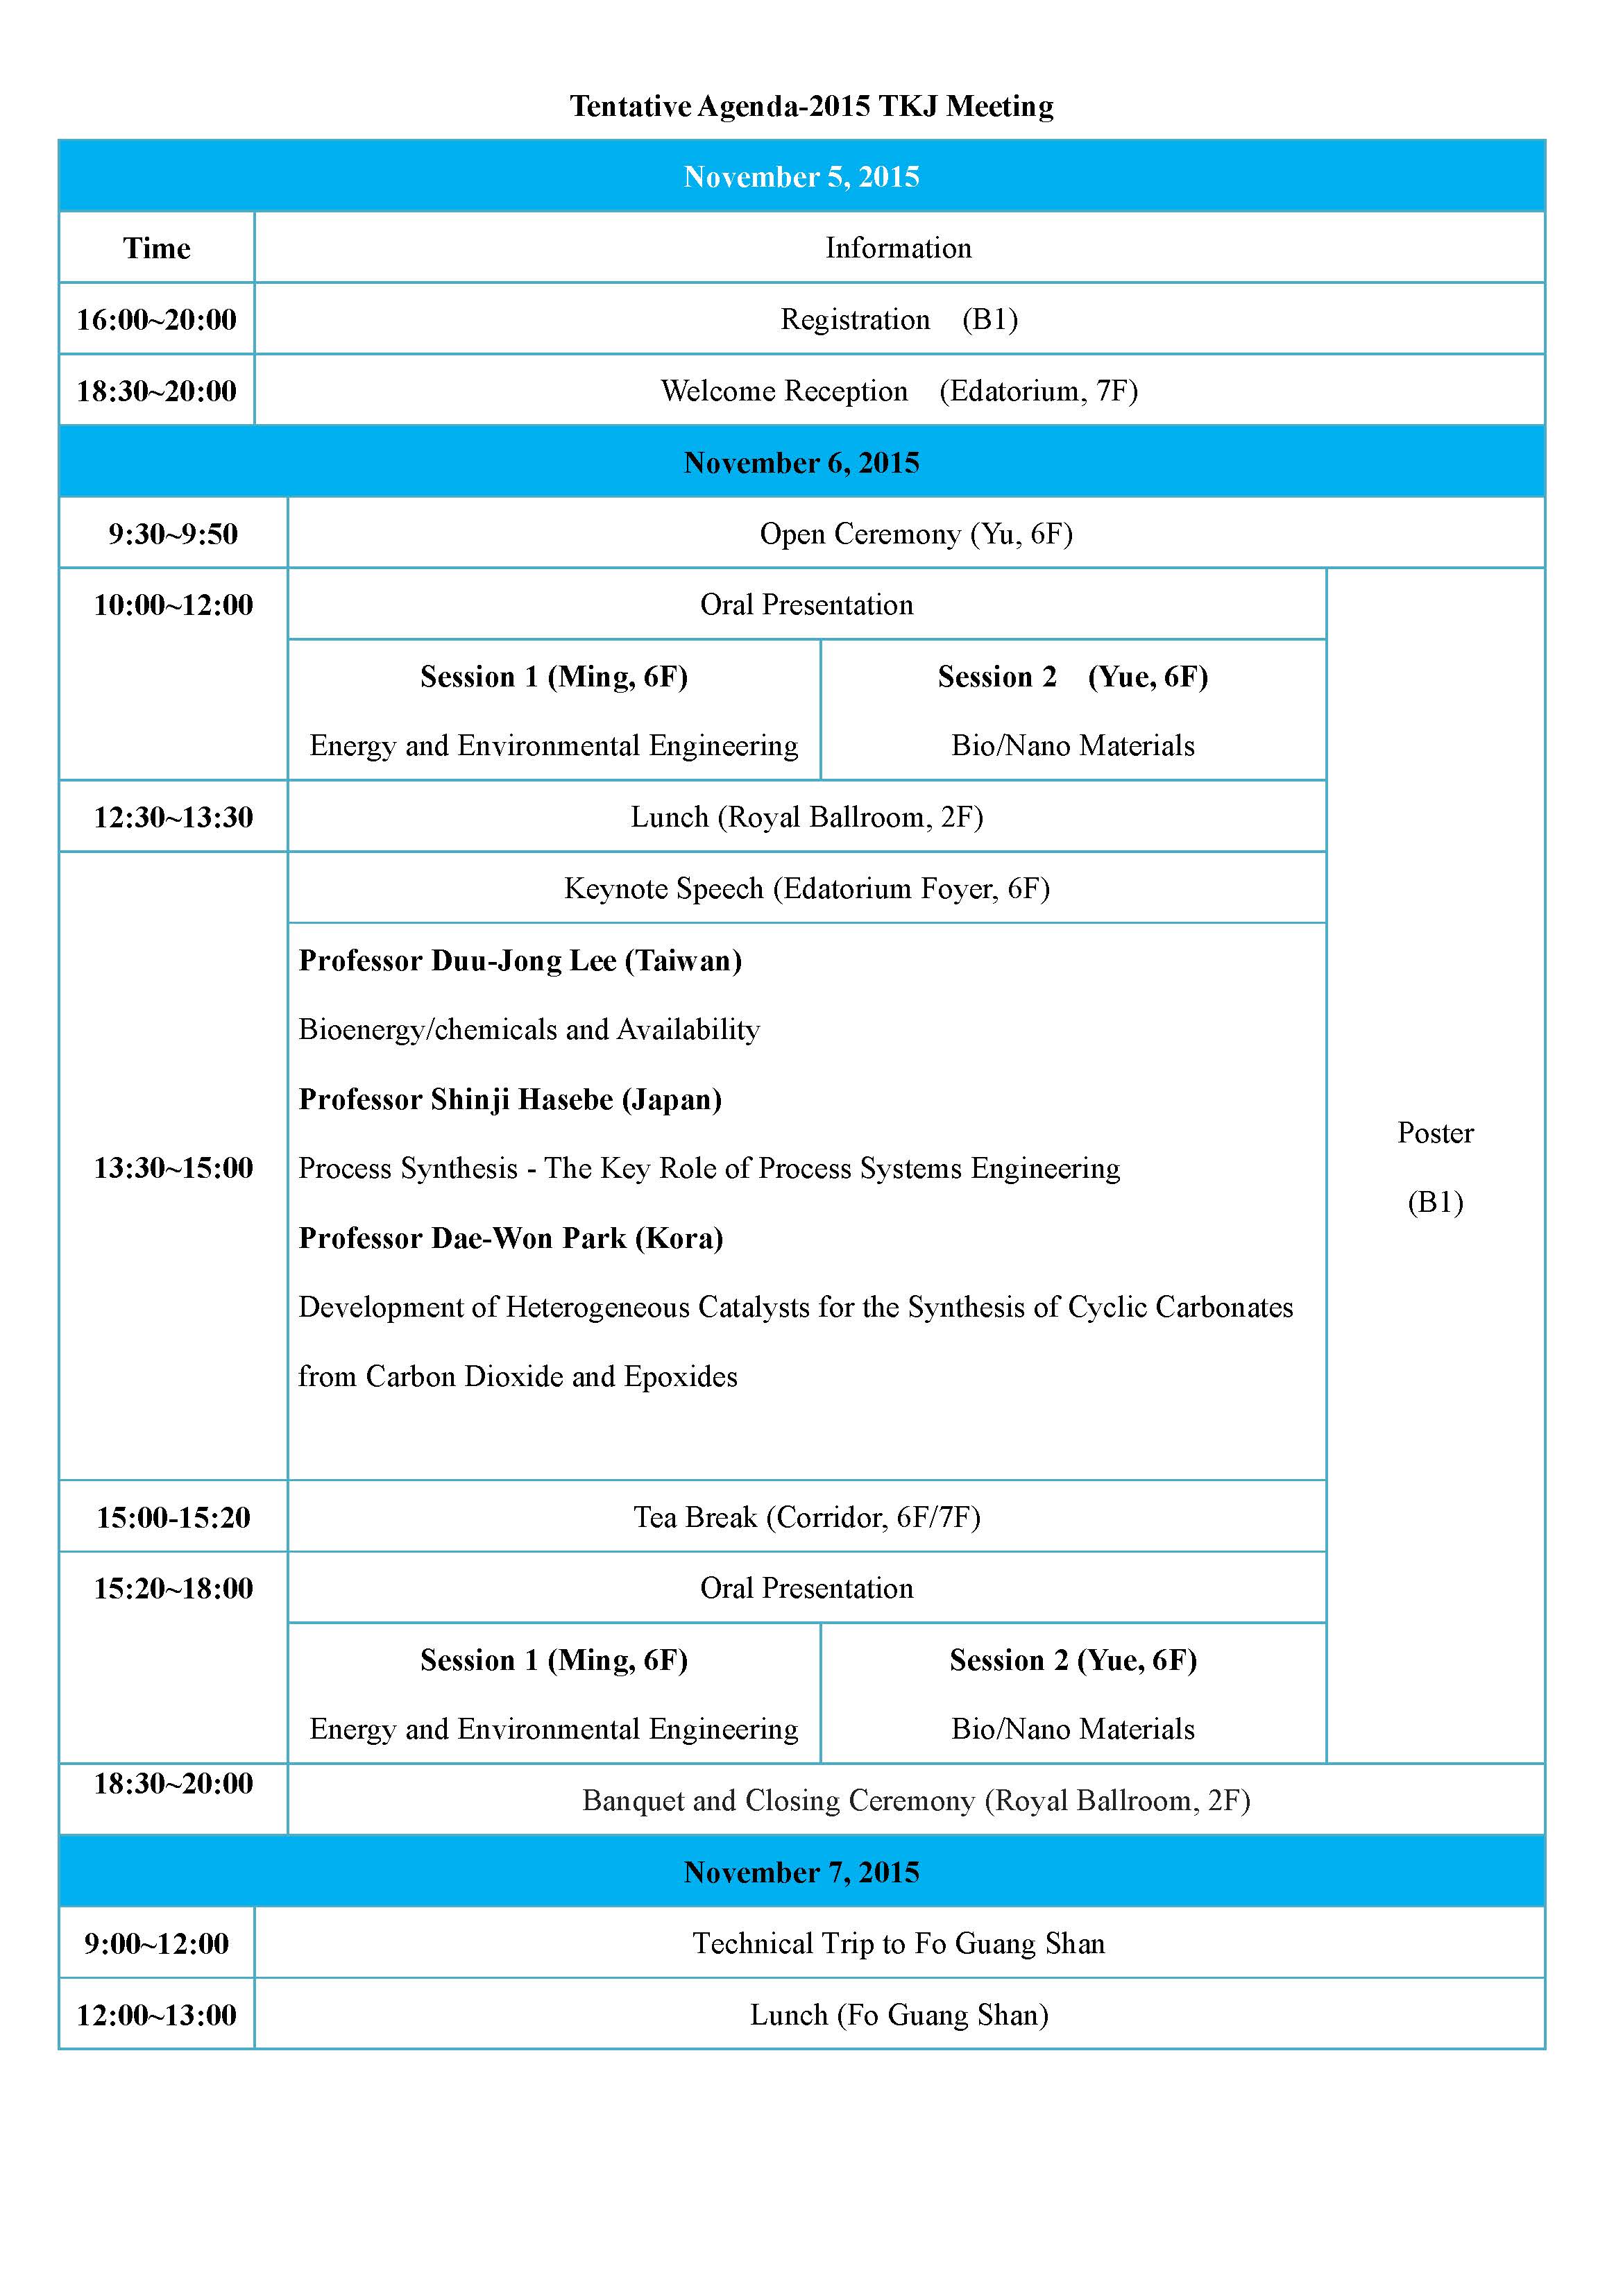 Tentative Agenda-2015 TKJ Meeting
November 5, 2015
Time
Information
16:00~20:00
Registration (B1)
18:30~20:00
Welcome Reception (Edatorium, 7F)
November 6, 2015
9:30~9:50
Open Ceremony (Yu, 6F)
10:00~12:00
Oral Presentation
Session 1 (Ming, 6F)
Energy and Environmental Engineering
Session 2 (Yue, 6F)
Bio/Nano Materials
12:30~13:30
Lunch (Royal Ballroom, 2F)
13:30~15:00
Keynote Speech (Edatorium Foyer, 6F)
Professor Duu-Jong Lee (Taiwan)
Bioenergy/chemicals and Availability
Professor Shinji Hasebe (Japan)
Process Synthesis - The Key Role of Process Systems Engineering
Professor Dae-Won Park (Kora)
Development of Heterogeneous Catalysts for the Synthesis of Cyclic Carbonates
from Carbon Dioxide and Epoxides
Poster
(B1)
15:00-15:20
Tea Break (Corridor, 6F/7F)
15:20~18:00
Oral Presentation
Session 1 (Ming, 6F)
Energy and Environmental Engineering
Session 2 (Yue, 6F)
Bio/Nano Materials
18:30~20:00
Banquet and Closing Ceremony (Royal Ballroom, 2F)
November 7, 2015
9:00~12:00
Technical Trip to Fo Guang Shan
12:00~13:00
Lunch (Fo Guang Shan)